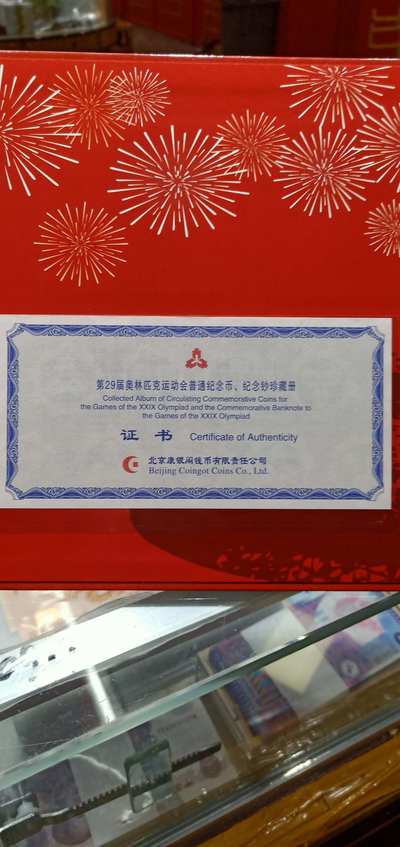 第29届奥林匹克运动会普通纪念币、纪念钞珍藏册
Collected Album of Circulating Commemorative Coins for
the Games of the XXIX Olympiad and the Commemorative Banknote to
the Games of the XXIX Olympiad
证 书 Certificate of Authenticity
北京康银阁钱币有限责任公司
Beijing Coingot Coins Co., Ltd.